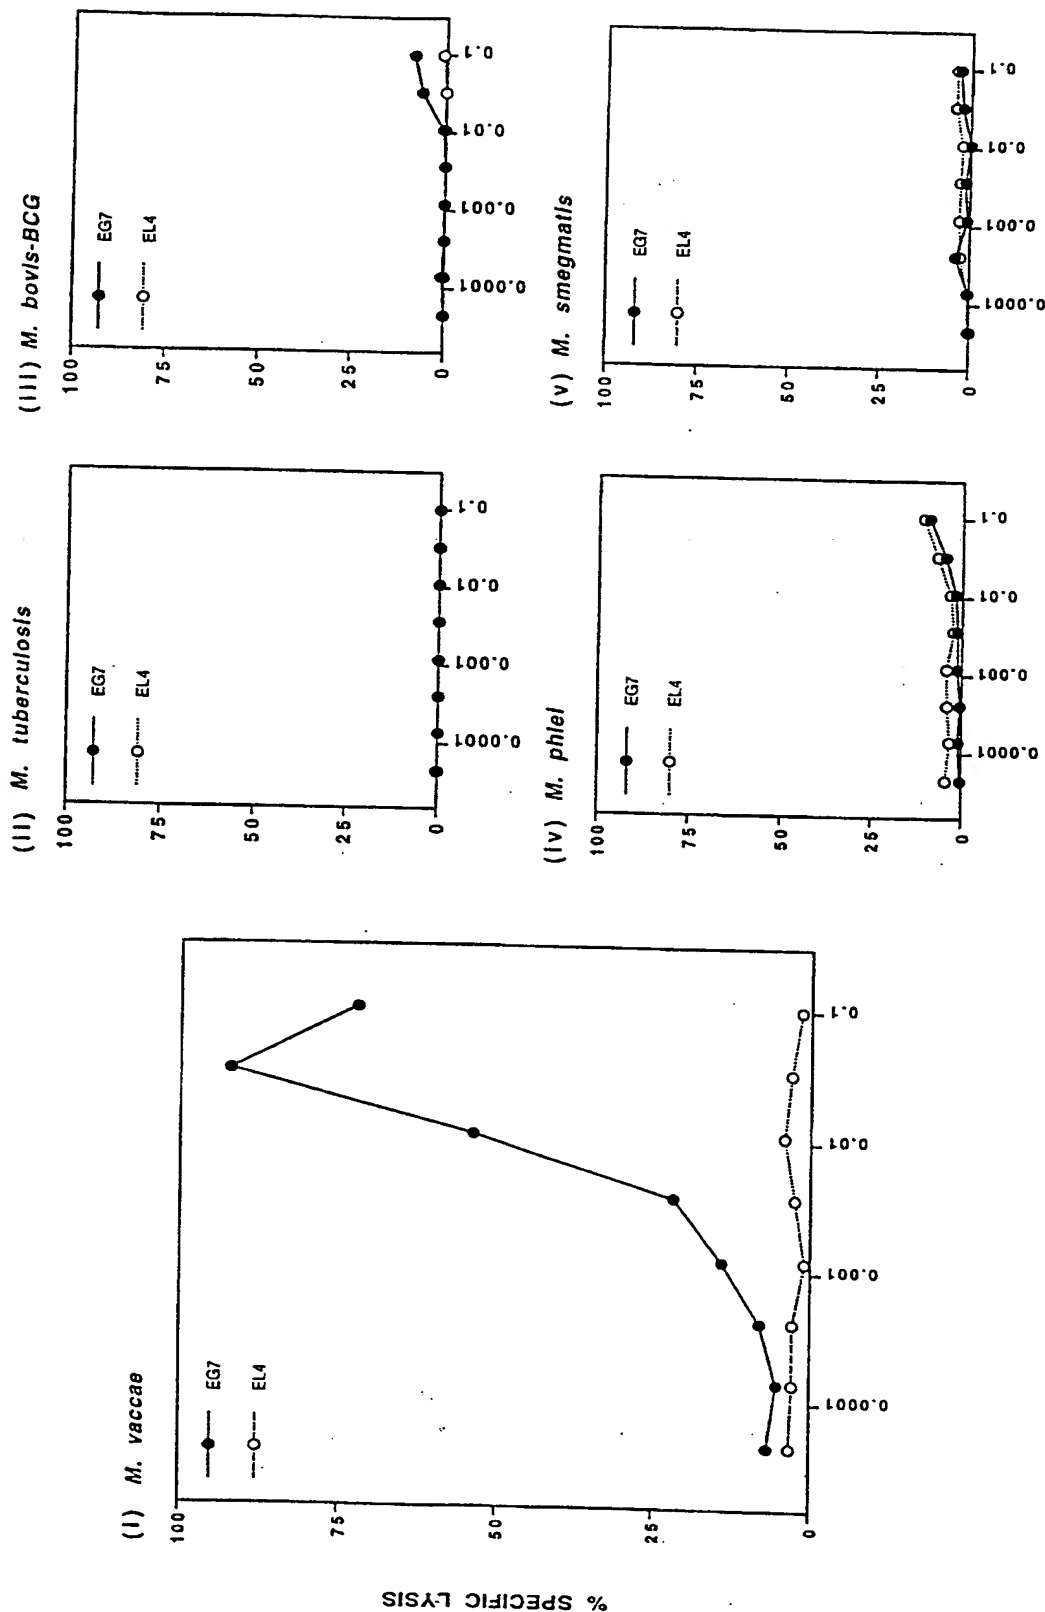 % SPECIFIC LYSIS
(i) M. vaccae
100
75
50
25
0
EG7
EL4
0.0001
0.001
0.01
0.1
(ii) M. tuberculosis
100
75
50
25
0
EG7
EL4
0.0001
0.001
0.01
0.1
(iii) M. bovis-BCG
100
75
50
25
0
EG7
EL4
0.0001
0.001
0.01
0.1
(iv) M. phlei
100
75
50
25
0
EG7
EL4
0.0001
0.001
0.01
0.1
(v) M. smegmatis
100
75
50
25
0
EG7
EL4
0.0001
0.001
0.01
0.1